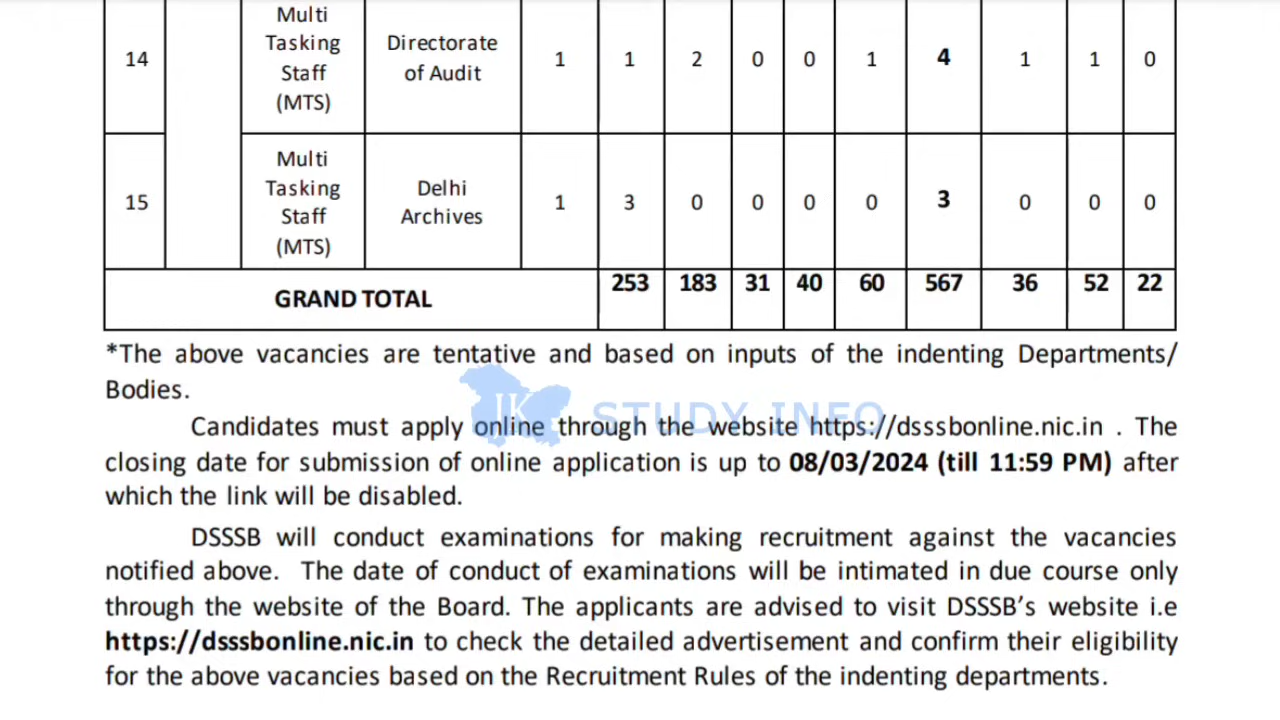 14 Multi Tasking Staff (MTS) Directorate of Audit 1 1 2 0 0 1 4 1 1 0
15 Multi Tasking Staff (MTS) Delhi Archives 1 3 0 0 0 0 3 0 0 0
GRAND TOTAL 253 183 31 40 60 567 36 52 22
*The above vacancies are tentative and based on inputs of the indenting Departments/
Bodies.
JK STUDY INFO
Candidates must apply online through the website https://dsssbonline.nic.in . The
closing date for submission of online application is up to 08/03/2024 (till 11:59 PM) after
which the link will be disabled.
DSSSB will conduct examinations for making recruitment against the vacancies
notified above. The date of conduct of examinations will be intimated in due course only
through the website of the Board. The applicants are advised to visit DSSSB’s website i.e
https://dsssbonline.nic.in to check the detailed advertisement and confirm their eligibility
for the above vacancies based on the Recruitment Rules of the indenting departments.